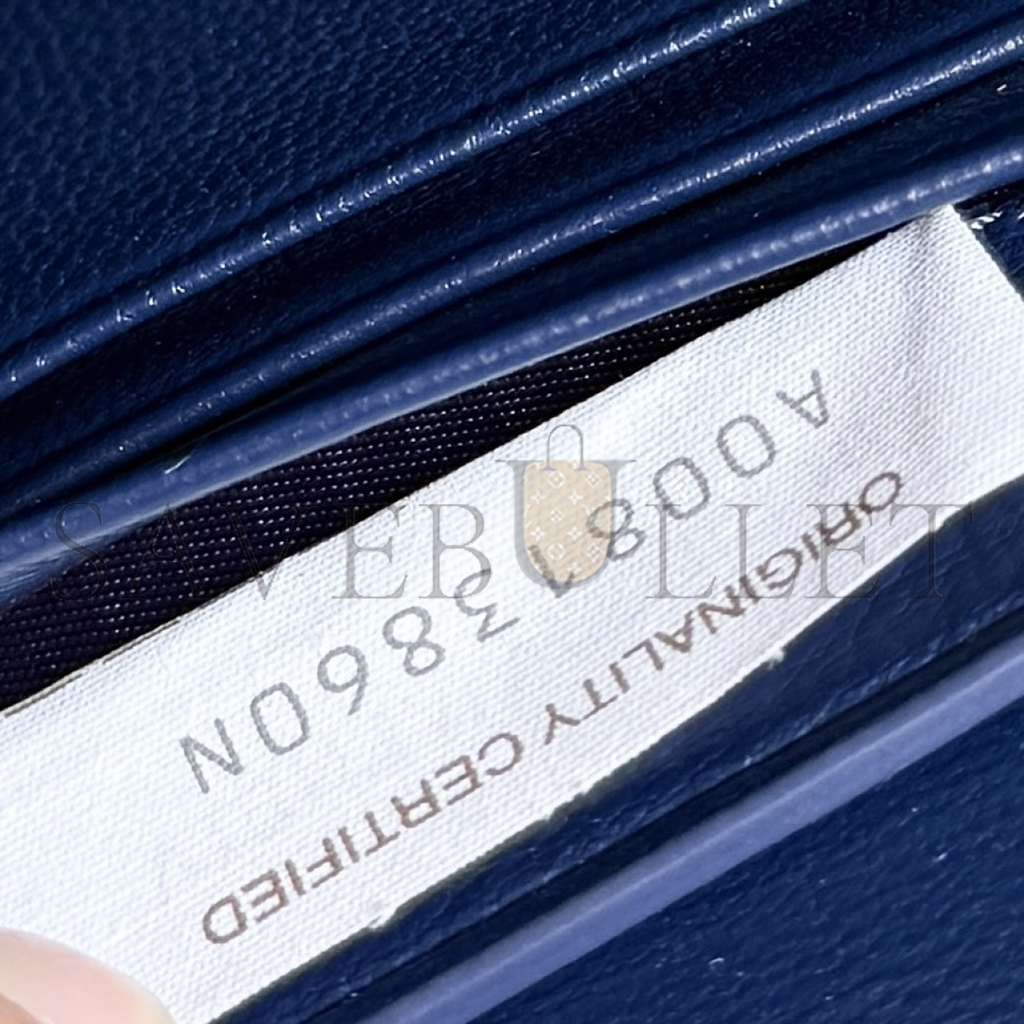 ORIGINALITY CERTIFIED
A00813860N
SAVEBULLET